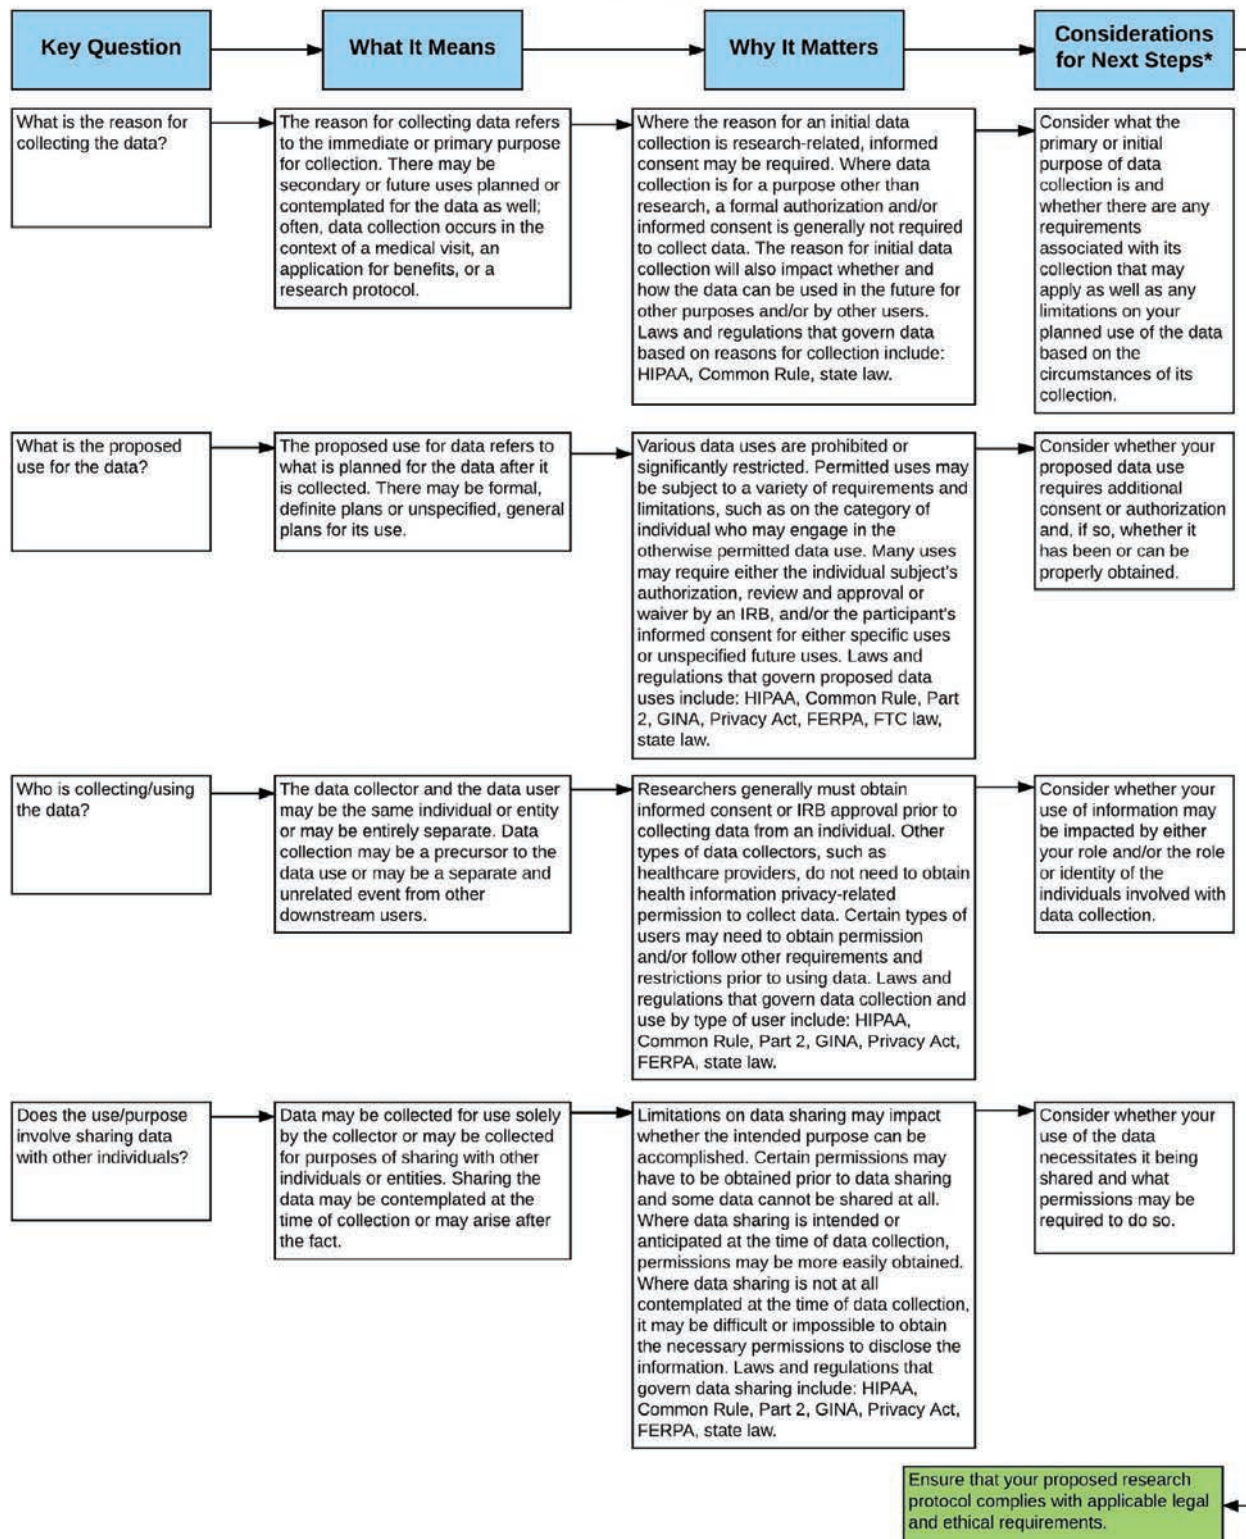 Key Question
What It Means
Why It Matters
Considerations
for Next Steps*
What is the reason for
collecting the data?
The reason for collecting data refers
to the immediate or primary purpose
for collection. There may be
secondary or future uses planned or
contemplated for the data as well;
often, data collection occurs in the
context of a medical visit, an
application for benefits, or a
research protocol.
Where the reason for an initial data
collection is research-related, informed
consent may be required. Where data
collection is for a purpose other than
research, a formal authorization and/or
informed consent is generally not required
to collect data. The reason for initial data
collection will also impact whether and
how the data can be used in the future for
other purposes and/or by other users.
Laws and regulations that govern data
based on reasons for collection include:
HIPAA, Common Rule, state law.
Consider what the
primary or initial
purpose of data
collection is and
whether there are any
requirements
associated with its
collection that may
apply as well as any
limitations on your
planned use of the data
based on the
circumstances of its
collection.
What is the proposed
use for the data?
The proposed use for data refers to
what is planned for the data after it
is collected. There may be formal,
definite plans or unspecified, general
plans for its use.
Various data uses are prohibited or
significantly restricted. Permitted uses may
be subject to a variety of requirements and
limitations, such as on the category of
individual who may engage in the
otherwise permitted data use. Many uses
may require either the individual subject's
authorization, review and approval or
waiver by an IRB, and/or the participant's
informed consent for either specific uses
or unspecified future uses. Laws and
regulations that govern proposed data
uses include: HIPAA, Common Rule, Part
2, GINA, Privacy Act, FERPA, FTC law,
state law.
Consider whether your
proposed data use
requires additional
consent or authorization
and, if so, whether it
has been or can be
properly obtained.
Who is collecting/using
the data?
The data collector and the data user
may be the same individual or entity
or may be entirely separate. Data
collection may be a precursor to the
data use or may be a separate and
unrelated event from other
downstream users.
Researchers generally must obtain
informed consent or IRB approval prior to
collecting data from an individual. Other
types of data collectors, such as
healthcare providers, do not need to obtain
health information privacy-related
permission to collect data. Certain types of
users may need to obtain permission
and/or follow other requirements and
restrictions prior to using data. Laws and
regulations that govern data collection and
use by type of user include: HIPAA,
Common Rule, Part 2, GINA, Privacy Act,
FERPA, state law.
Consider whether your
use of information may
be impacted by either
your role and/or the role
or identity of the
individuals involved with
data collection.
Does the use/purpose
involve sharing data
with other individuals?
Data may be collected for use solely
by the collector or may be collected
for purposes of sharing with other
individuals or entities. Sharing the
data may be contemplated at the
time of collection or may arise after
the fact.
Limitations on data sharing may impact
whether the intended purpose can be
accomplished. Certain permissions may
have to be obtained prior to data sharing
and some data cannot be shared at all.
Where data sharing is intended or
anticipated at the time of data collection,
permissions may be more easily obtained.
Where data sharing is not at all
contemplated at the time of data collection,
it may be difficult or impossible to obtain
the necessary permissions to disclose the
information. Laws and regulations that
govern data sharing include: HIPAA,
Common Rule, Part 2, GINA, Privacy Act,
FERPA, state law.
Consider whether your
use of the data
necessitates it being
shared and what
permissions may be
required to do so.
Ensure that your proposed research
protocol complies with applicable legal
and ethical requirements.